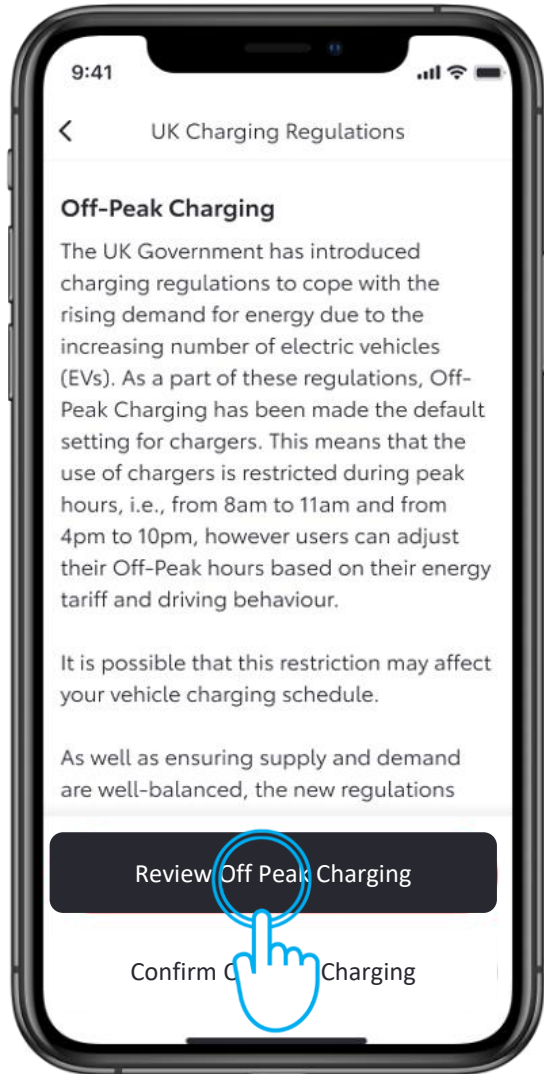 9:41
UK Charging Regulations
Off-Peak Charging
The UK Government has introduced
charging regulations to cope with the
rising demand for energy due to the
increasing number of electric vehicles
(EVs). As a part of these regulations, Off-
Peak Charging has been made the default
setting for chargers. This means that the
use of chargers is restricted during peak
hours, i.e., from 8am to 11am and from
4pm to 10pm, however users can adjust
their Off-Peak hours based on their energy
tariff and driving behaviour.
It is possible that this restriction may affect
your vehicle charging schedule.
As well as ensuring supply and demand
are well-balanced, the new regulations
Review Off Peak Charging
Confirm Charging